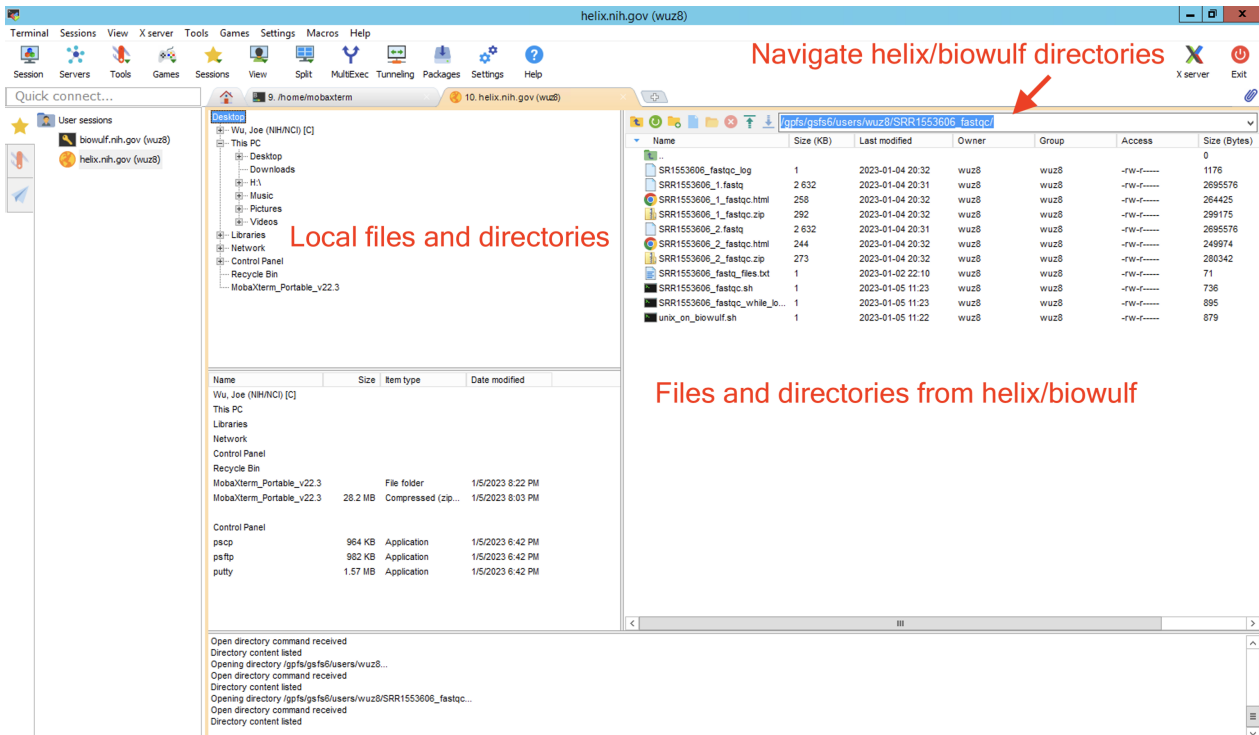 helix.nih.gov (wuz8)
Terminal Sessions View X server Tools Games Settings Macros Help
Session Servers Tools Games Sessions View Split MultiExec Tunneling Packages Settings Help
Navigate helix/biowulf directories
X server Exit
Quick connect...
9. /home/mobaxterm
10. helix.nih.gov (wuz8)
User sessions
biowulf.nih.gov (wuz8)
helix.nih.gov (wuz8)
Desktop
Wu, Joe (NIH/NCI) [C]
This PC
Desktop
Downloads
H:\
Music
Pictures
Videos
Libraries
Network
Control Panel
Recycle Bin
MobaXterm_Portable_v22.3
Local files and directories
Name Size Item type Date modified
Wu, Joe (NIH/NCI) [C]
This PC
Libraries
Network
Control Panel
Recycle Bin
MobaXterm_Portable_v22.3 File folder 1/5/2023 8:22 PM
MobaXterm_Portable_v22.3 28.2 MB Compressed (zip... 1/5/2023 8:03 PM
Control Panel
pscp 964 KB Application 1/5/2023 6:42 PM
psftp 982 KB Application 1/5/2023 6:42 PM
putty 1.57 MB Application 1/5/2023 6:42 PM
/gpfs/gsfs6/users/wuz8/SRR1553606_fastqc/
Name Size (KB) Last modified Owner Group Access Size (Bytes)
.. 0
SR1553606_fastqc_log 1 2023-01-04 20:32 wuz8 wuz8 -rw-r----- 1176
SRR1553606_1.fastq 2 632 2023-01-04 20:31 wuz8 wuz8 -rw-r----- 2695576
SRR1553606_1_fastqc.html 258 2023-01-04 20:32 wuz8 wuz8 -rw-r----- 264425
SRR1553606_1_fastqc.zip 292 2023-01-04 20:32 wuz8 wuz8 -rw-r----- 299175
SRR1553606_2.fastq 2 632 2023-01-04 20:31 wuz8 wuz8 -rw-r----- 2695576
SRR1553606_2_fastqc.html 244 2023-01-04 20:32 wuz8 wuz8 -rw-r----- 249974
SRR1553606_2_fastqc.zip 273 2023-01-04 20:32 wuz8 wuz8 -rw-r----- 280342
SRR1553606_fastq_files.txt 1 2023-01-02 22:10 wuz8 wuz8 -rw-r----- 71
SRR1553606_fastqc.sh 1 2023-01-05 11:23 wuz8 wuz8 -rw-r----- 736
SRR1553606_fastqc_while_lo... 1 2023-01-05 11:23 wuz8 wuz8 -rw-r----- 895
unix_on_biowulf.sh 1 2023-01-05 11:22 wuz8 wuz8 -rw-r----- 879
Files and directories from helix/biowulf
Open directory command received
Directory content listed
Opening directory /gpfs/gsfs6/users/wuz8...
Open directory command received
Directory content listed
Opening directory /gpfs/gsfs6/users/wuz8/SRR1553606_fastqc...
Open directory command received
Directory content listed